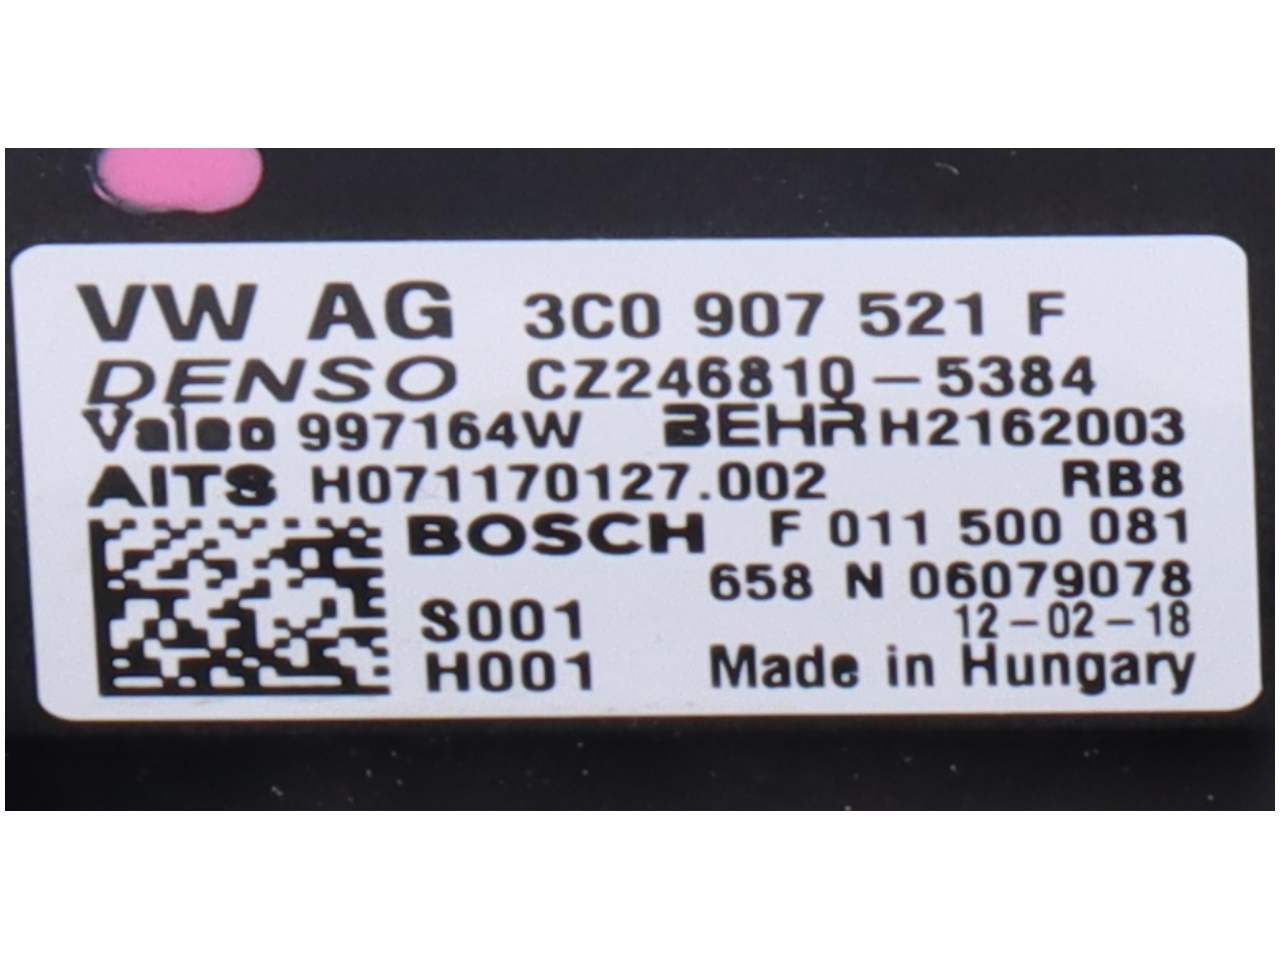 VW AG 3C0 907 521 F
DENSO CZ246810-5384
Valeo 997164W BEHR H2162003
AITS H071170127.002 RB8
BOSCH F 011 500 081
658 N 06079078
S001 12-02-18
H001 Made in Hungary